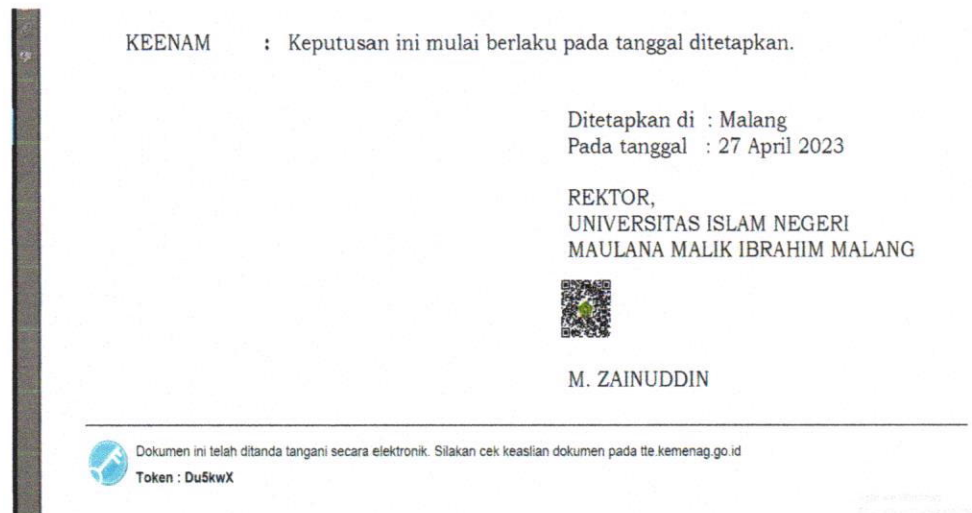 KEENAM : Keputusan ini mulai berlaku pada tanggal ditetapkan.
Ditetapkan di : Malang
Pada tanggal : 27 April 2023
REKTOR,
UNIVERSITAS ISLAM NEGERI
MAULANA MALIK IBRAHIM MALANG
M. ZAINUDDIN
Dokumen ini telah ditanda tangani secara elektronik. Silakan cek keaslian dokumen pada tte.kemenag.go.id
Token : Du5kwX